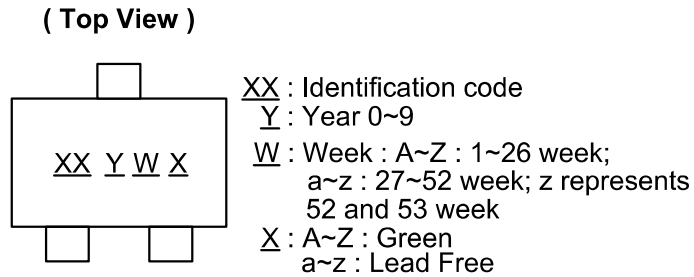 ( Top View )
XX Y W X
XX : Identification code
Y : Year 0~9
W : Week : A~Z : 1~26 week;
a~z : 27~52 week; z represents
52 and 53 week
X : A~Z : Green
a~z : Lead Free